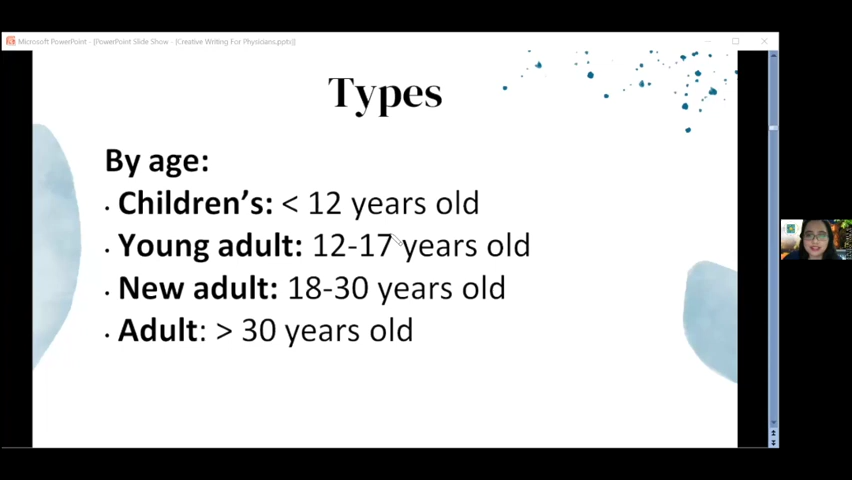 Microsoft PowerPoint - [PowerPoint Slide Show - [Creative Writing For Physicians.pptx]]
Types
By age:
· Children’s: < 12 years old
· Young adult: 12-17 years old
· New adult: 18-30 years old
· Adult: > 30 years old